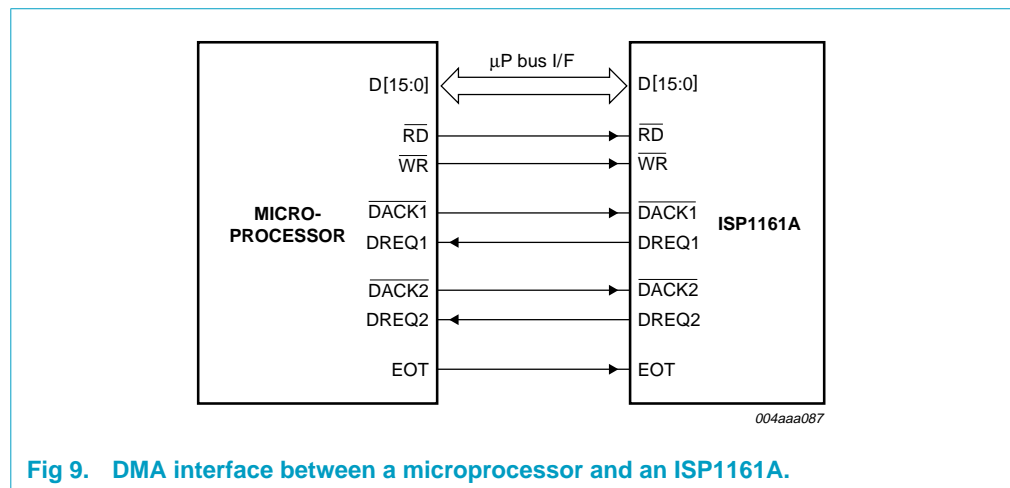 μP bus I/F
D[15:0] D[15:0]
RD RD
WR WR
MICRO-
PROCESSOR
DACK1 DACK1
ISP1161A
DREQ1 DREQ1
DACK2 DACK2
DREQ2 DREQ2
EOT EOT
004aaa087
Fig 9. DMA interface between a microprocessor and an ISP1161A.